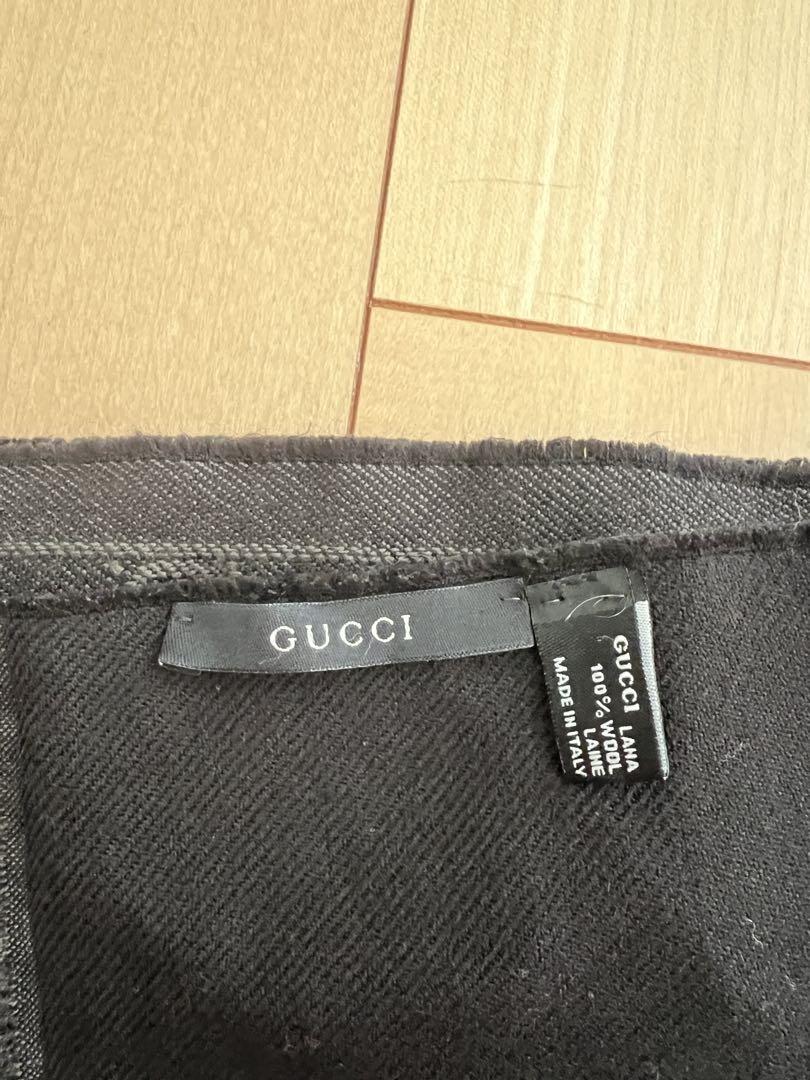 GUCCI
GUCCI
LANA
100% WOOL
LAINE
MADE IN ITALY